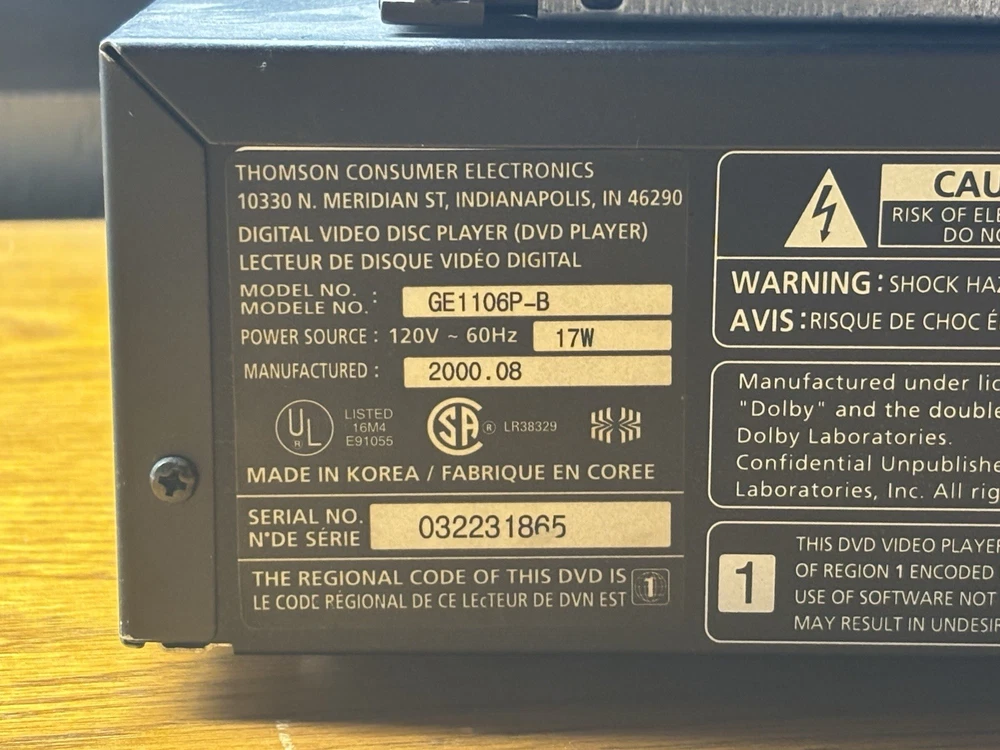 THOMSON CONSUMER ELECTRONICS
10330 N. MERIDIAN ST, INDIANAPOLIS, IN 46290
DIGITAL VIDEO DISC PLAYER (DVD PLAYER)
LECTEUR DE DISQUE VIDÉO DIGITAL
MODEL NO.
MODELE NO. : GE1106P-B
POWER SOURCE : 120V ~ 60Hz 17W
MANUFACTURED : 2000.08
UL ® LISTED
16M4
E91055
SA ® LR38329
MADE IN KOREA / FABRIQUE EN COREE
SERIAL NO.
N°DE SÉRIE 032231865
THE REGIONAL CODE OF THIS DVD IS 1
LE CODE RÉGIONAL DE CE LEcTEUR DE DVN EST
CAU
RISK OF ELE
DO NO
WARNING : SHOCK HAZ
AVIS : RISQUE DE CHOC É
Manufactured under lic
"Dolby" and the double
Dolby Laboratories.
Confidential Unpublishe
Laboratories, Inc. All rig
1
THIS DVD VIDEO PLAYER
OF REGION 1 ENCODED
USE OF SOFTWARE NOT
MAY RESULT IN UNDESIR